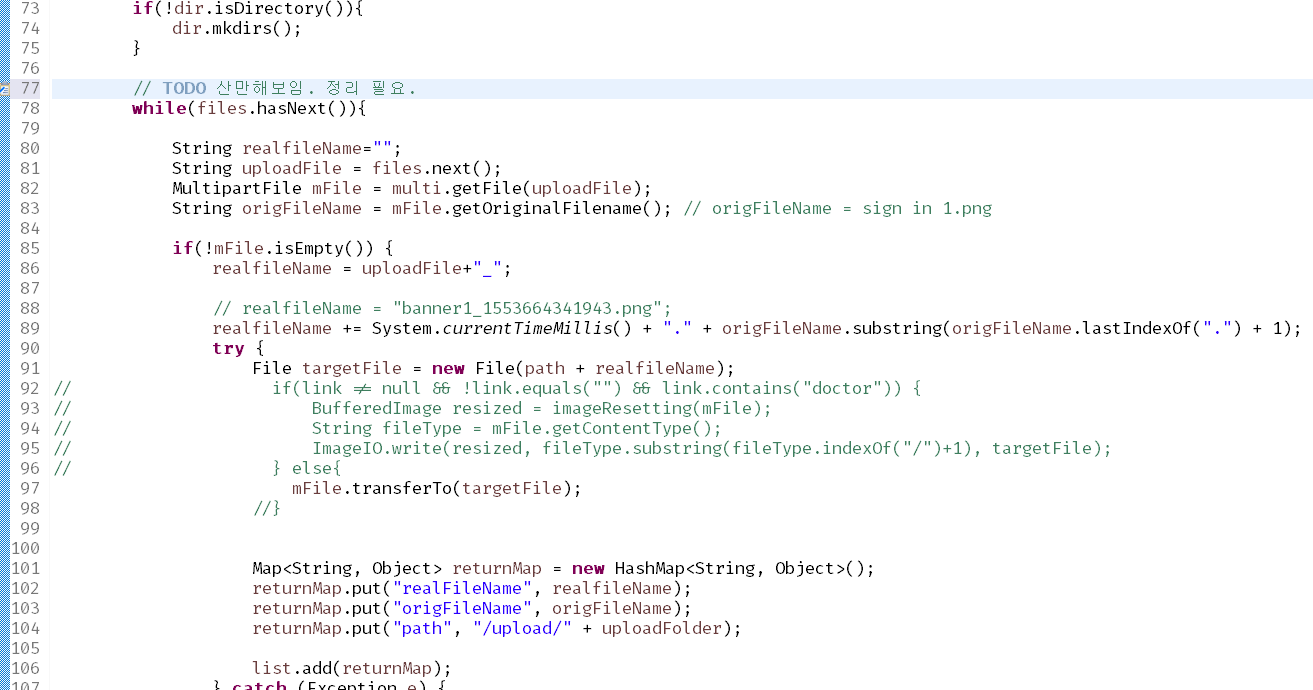 73 if(!dir.isDirectory()){
74 dir.mkdirs();
75 }
76
77 // TODO 산만해보임. 정리 필요.
78 while(files.hasNext()){
79
80 String realfileName="";
81 String uploadFile = files.next();
82 MultipartFile mFile = multi.getFile(uploadFile);
83 String origFileName = mFile.getOriginalFilename(); // origFileName = sign in 1.png
84
85 if(!mFile.isEmpty()) {
86 realfileName = uploadFile+"_";
87
88 // realfileName = "banner1_1553664341943.png";
89 realfileName += System.currentTimeMillis() + "." + origFileName.substring(origFileName.lastIndexOf(".") + 1);
90 try {
91 File targetFile = new File(path + realfileName);
92 // if(link != null && !link.equals("") && link.contains("doctor")) {
93 // BufferedImage resized = imageResetting(mFile);
94 // String fileType = mFile.getContentType();
95 // ImageIO.write(resized, fileType.substring(fileType.indexOf("/")+1), targetFile);
96 // } else{
97 mFile.transferTo(targetFile);
98 //}
99
100
101 Map<String, Object> returnMap = new HashMap<String, Object>();
102 returnMap.put("realFileName", realfileName);
103 returnMap.put("origFileName", origFileName);
104 returnMap.put("path", "/upload/" + uploadFolder);
105
106 list.add(returnMap);
107 } catch (Exception e) {